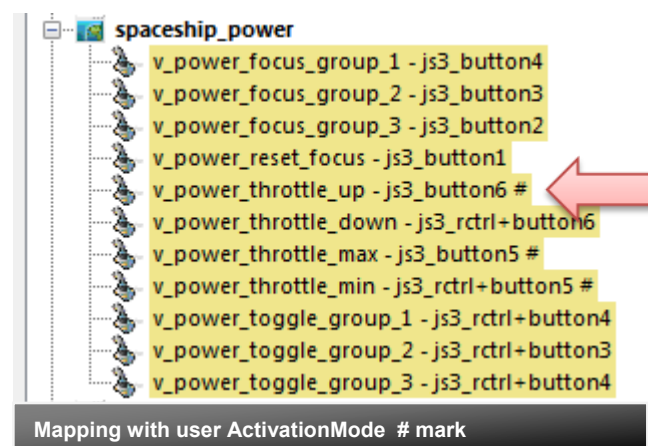 spaceship_power
v_power_focus_group_1 - js3_button4
v_power_focus_group_2 - js3_button3
v_power_focus_group_3 - js3_button2
v_power_reset_focus - js3_button1
v_power_throttle_up - js3_button6 #
v_power_throttle_down - js3_rctrl+button6
v_power_throttle_max - js3_button5 #
v_power_throttle_min - js3_rctrl+button5 #
v_power_toggle_group_1 - js3_rctrl+button4
v_power_toggle_group_2 - js3_rctrl+button3
v_power_toggle_group_3 - js3_rctrl+button4
Mapping with user ActivationMode # mark